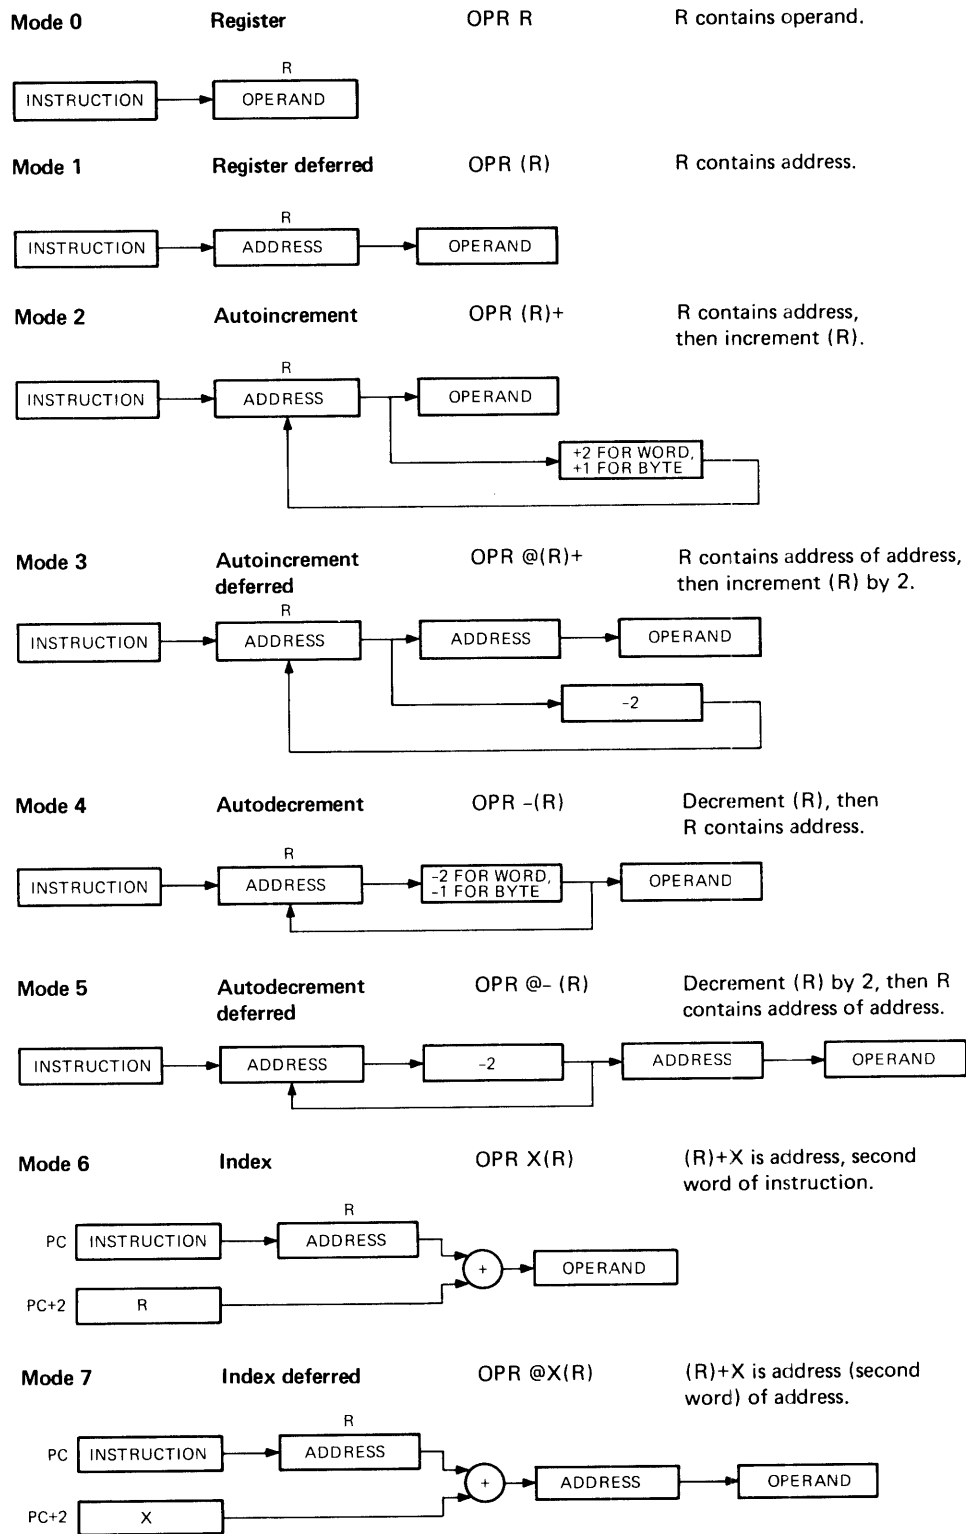 Mode 0 Register OPR R R contains operand.
R
INSTRUCTION OPERAND
Mode 1 Register deferred OPR (R) R contains address.
R
INSTRUCTION ADDRESS OPERAND
Mode 2 Autoincrement OPR (R)+ R contains address,
then increment (R).
R
INSTRUCTION ADDRESS OPERAND
+2 FOR WORD,
+1 FOR BYTE
Mode 3 Autoincrement OPR @(R)+ R contains address of address,
deferred then increment (R) by 2.
R
INSTRUCTION ADDRESS ADDRESS OPERAND
-2
Mode 4 Autodecrement OPR -(R) Decrement (R), then
R contains address.
R
INSTRUCTION ADDRESS -2 FOR WORD, OPERAND
-1 FOR BYTE
Mode 5 Autodecrement OPR @- (R) Decrement (R) by 2, then R
deferred contains address of address.
INSTRUCTION ADDRESS -2 ADDRESS OPERAND
Mode 6 Index OPR X(R) (R)+X is address, second
word of instruction.
R
PC INSTRUCTION ADDRESS
+ OPERAND
PC+2 R
Mode 7 Index deferred OPR @X(R) (R)+X is address (second
word) of address.
R
PC INSTRUCTION ADDRESS
+ ADDRESS OPERAND
PC+2 X